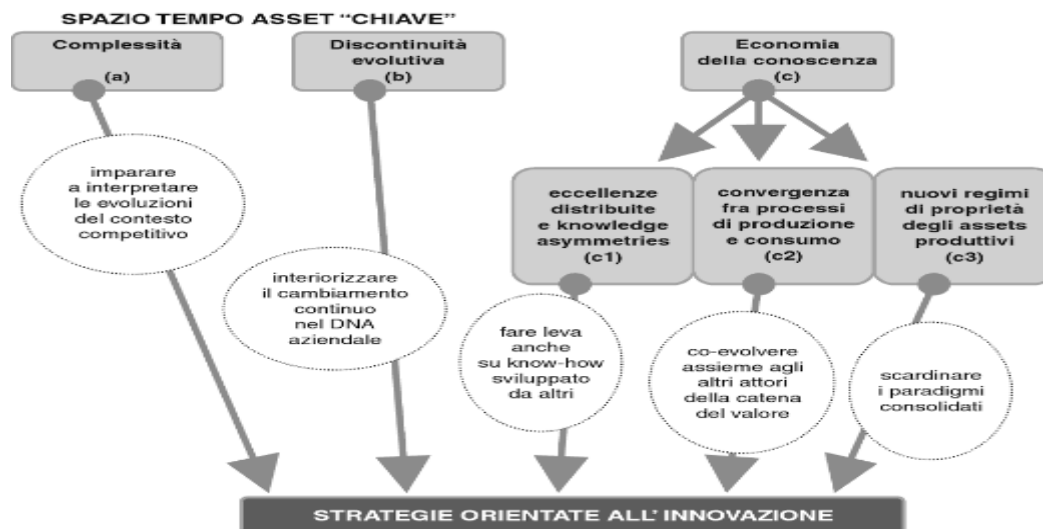 SPAZIO TEMPO ASSET “CHIAVE”
Complessità
(a)
Discontinuità
evolutiva
(b)
Economia
della conoscenza
(c)
imparare
a interpretare
le evoluzioni
del contesto
competitivo
interiorizzare
il cambiamento
continuo
nel DNA
aziendale
eccellenze
distribuite
e knowledge
asymmetries
(c1)
convergenza
fra processi
di produzione
e consumo
(c2)
nuovi regimi
di proprietà
degli assets
produttivi
(c3)
fare leva
anche
su know-how
sviluppato
da altri
co-evolvere
assieme agli
altri attori
della catena
del valore
scardinare
i paradigmi
consolidati
STRATEGIE ORIENTATE ALL’INNOVAZIONE